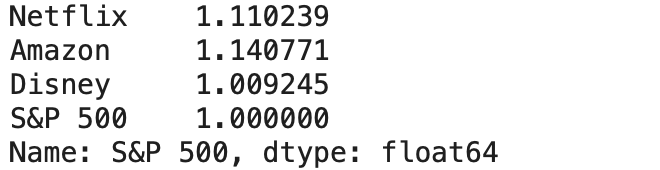 Netflix    1.110239
Amazon     1.140771
Disney     1.009245
S&P 500    1.000000
Name: S&P 500, dtype: float64